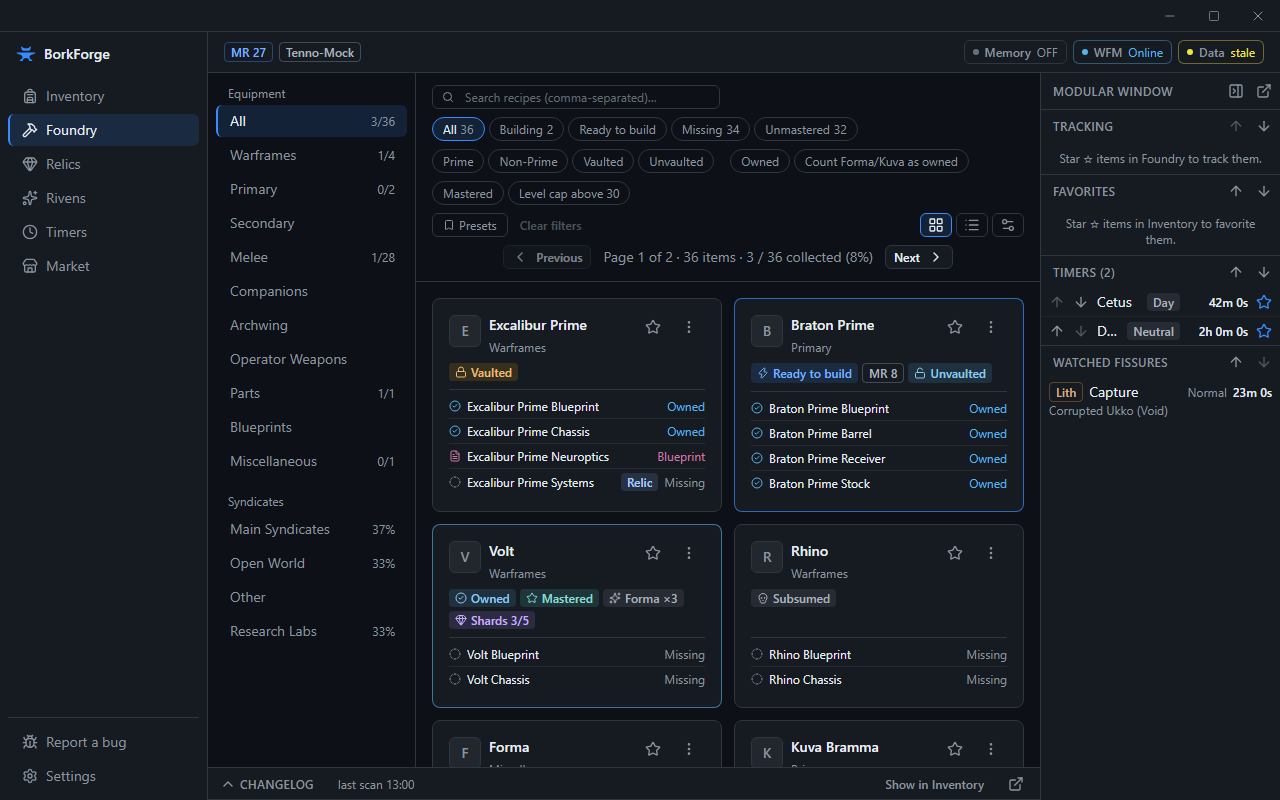 BorkForge
Inventory
Foundry
Relics
Rivens
Timers
Market
Report a bug
Settings
MR 27
Tenno-Mock
Memory OFF
WFM Online
Data stale
Equipment
All 3/36
Warframes 1/4
Primary 0/2
Secondary
Melee 1/28
Companions
Archwing
Operator Weapons
Parts 1/1
Blueprints
Miscellaneous 0/1
Syndicates
Main Syndicates 37%
Open World 33%
Other
Research Labs 33%
Search recipes (comma-separated)...
All 36 Building 2 Ready to build Missing 34 Unmastered 32
Prime Non-Prime Vaulted Unvaulted Owned Count Forma/Kuva as owned
Mastered Level cap above 30
Presets Clear filters
Previous Page 1 of 2 · 36 items · 3 / 36 collected (8%) Next
E Excalibur Prime
Warframes
Vaulted
Excalibur Prime Blueprint Owned
Excalibur Prime Chassis Owned
Excalibur Prime Neuroptics Blueprint
Excalibur Prime Systems Relic Missing
B Braton Prime
Primary
Ready to build MR 8 Unvaulted
Braton Prime Blueprint Owned
Braton Prime Barrel Owned
Braton Prime Receiver Owned
Braton Prime Stock Owned
V Volt
Warframes
Owned Mastered Forma ×3
Shards 3/5
Volt Blueprint Missing
Volt Chassis Missing
R Rhino
Warframes
Subsumed
Rhino Blueprint Missing
Rhino Chassis Missing
F Forma
K Kuva Bramma
CHANGELOG last scan 13:00 Show in Inventory
MODULAR WINDOW
TRACKING
Star ☆ items in Foundry to track them.
FAVORITES
Star ☆ items in Inventory to favorite
them.
TIMERS (2)
Cetus Day 42m 0s
D... Neutral 2h 0m 0s
WATCHED FISSURES
Lith Capture Normal 23m 0s
Corrupted Ukko (Void)